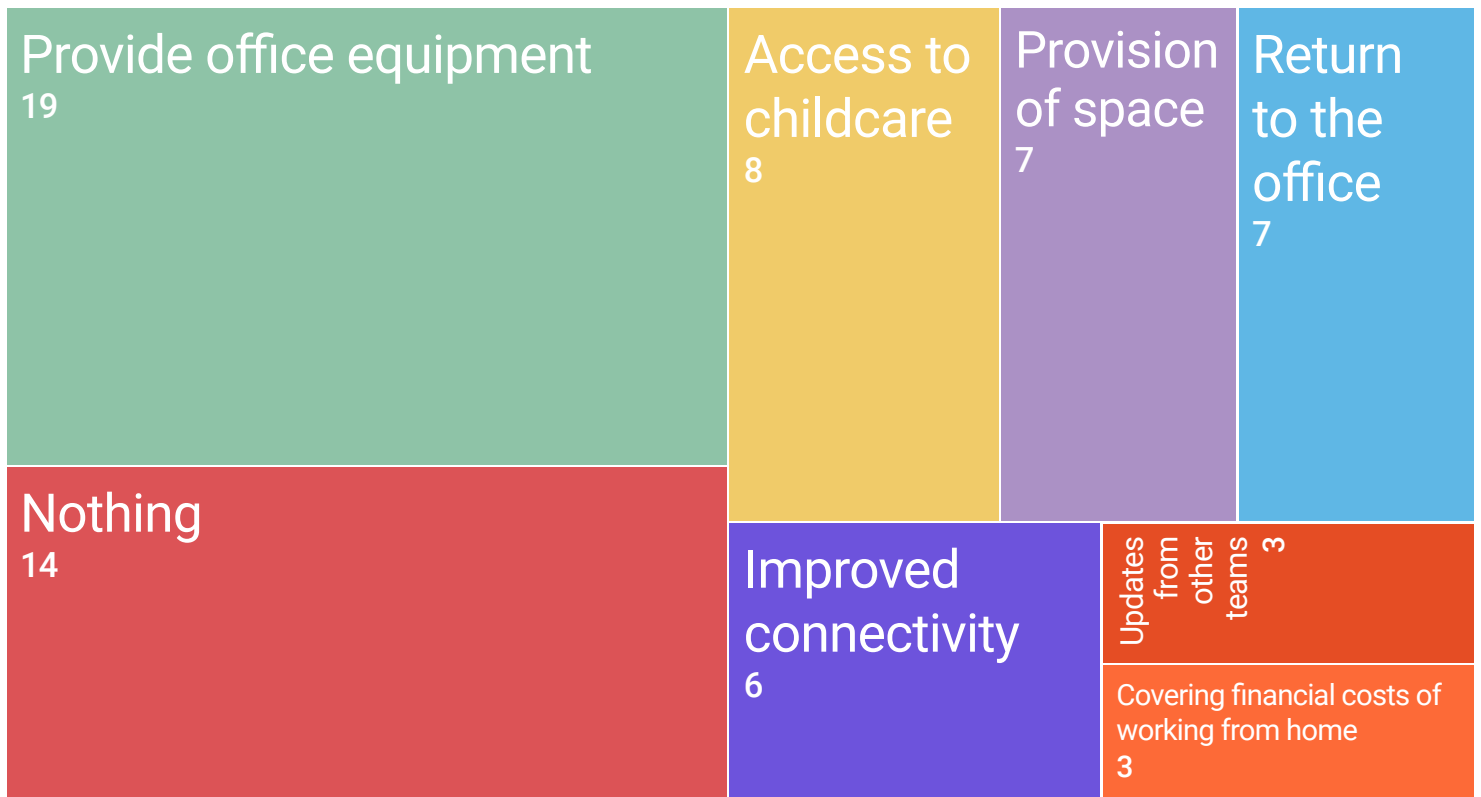 Provide office equipment
19
Nothing
14
Access to
childcare
8
Provision
of space
7
Return
to the
office
7
Improved
connectivity
6
Updates
from
other
teams
3
Covering financial costs of
working from home
3